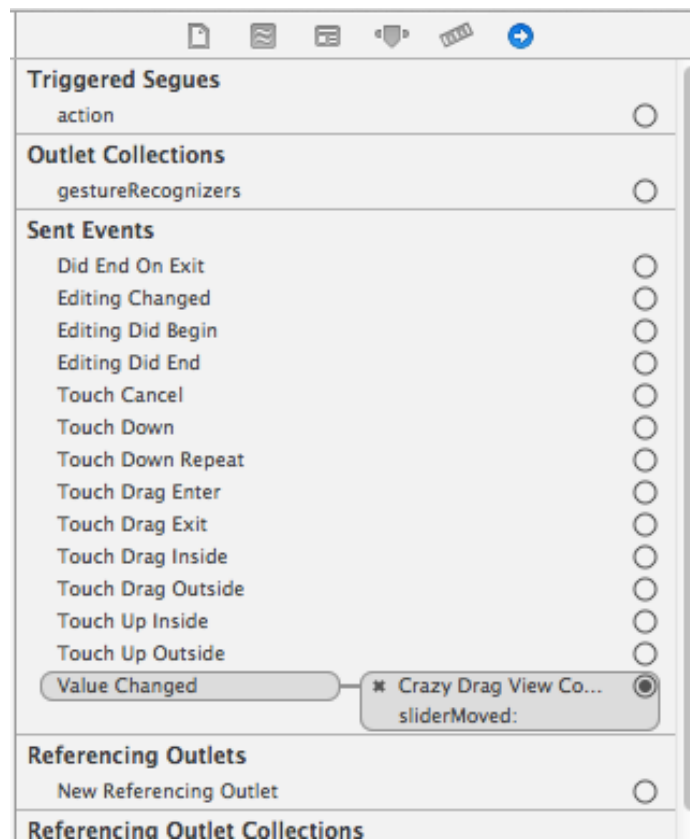 Triggered Segues
action
Outlet Collections
gestureRecognizers
Sent Events
Did End On Exit
Editing Changed
Editing Did Begin
Editing Did End
Touch Cancel
Touch Down
Touch Down Repeat
Touch Drag Enter
Touch Drag Exit
Touch Drag Inside
Touch Drag Outside
Touch Up Inside
Touch Up Outside
Value Changed ✖ Crazy Drag View Co...
sliderMoved:
Referencing Outlets
New Referencing Outlet
Referencing Outlet Collections